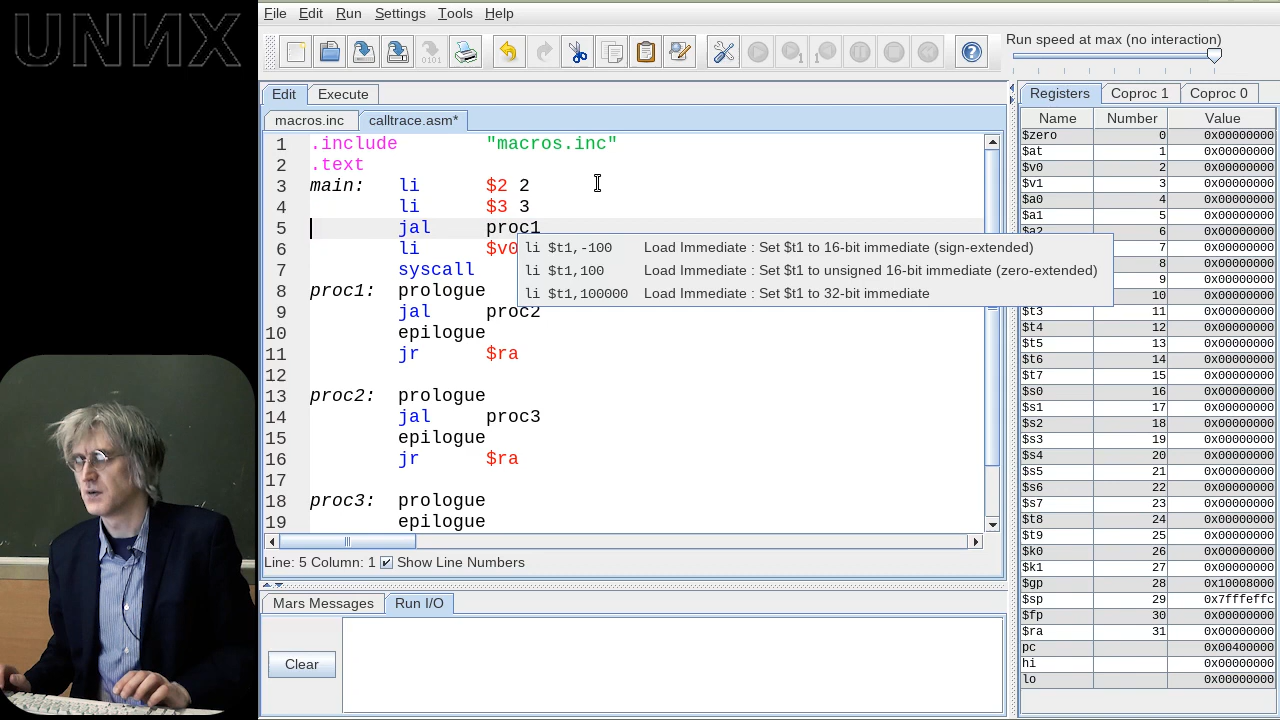 UNИX
File Edit Run Settings Tools Help
Run speed at max (no interaction)
Edit Execute
macros.inc calltrace.asm*
1 .include "macros.inc"
2 .text
3 main: li $2 2
4 li $3 3
5 jal proc1
6 li $v0
7 syscall
8 proc1: prologue
9 jal proc2
10 epilogue
11 jr $ra
12
13 proc2: prologue
14 jal proc3
15 epilogue
16 jr $ra
17
18 proc3: prologue
19 epilogue
li $t1,-100 Load Immediate : Set $t1 to 16-bit immediate (sign-extended)
li $t1,100 Load Immediate : Set $t1 to unsigned 16-bit immediate (zero-extended)
li $t1,100000 Load Immediate : Set $t1 to 32-bit immediate
Line: 5 Column: 1 Show Line Numbers
Mars Messages Run I/O
Clear
Registers Coproc 1 Coproc 0
Name Number Value
$zero 0 0x00000000
$at 1 0x00000000
$v0 2 0x00000000
$v1 3 0x00000000
$a0 4 0x00000000
$a1 5 0x00000000
$a2 6 0x00000000
7 0x00000000
8 0x00000000
9 0x00000000
10 0x00000000
$t3 11 0x00000000
$t4 12 0x00000000
$t5 13 0x00000000
$t6 14 0x00000000
$t7 15 0x00000000
$s0 16 0x00000000
$s1 17 0x00000000
$s2 18 0x00000000
$s3 19 0x00000000
$s4 20 0x00000000
$s5 21 0x00000000
$s6 22 0x00000000
$s7 23 0x00000000
$t8 24 0x00000000
$t9 25 0x00000000
$k0 26 0x00000000
$k1 27 0x00000000
$gp 28 0x10008000
$sp 29 0x7fffeffc
$fp 30 0x00000000
$ra 31 0x00000000
pc 0x00400000
hi 0x00000000
lo 0x00000000